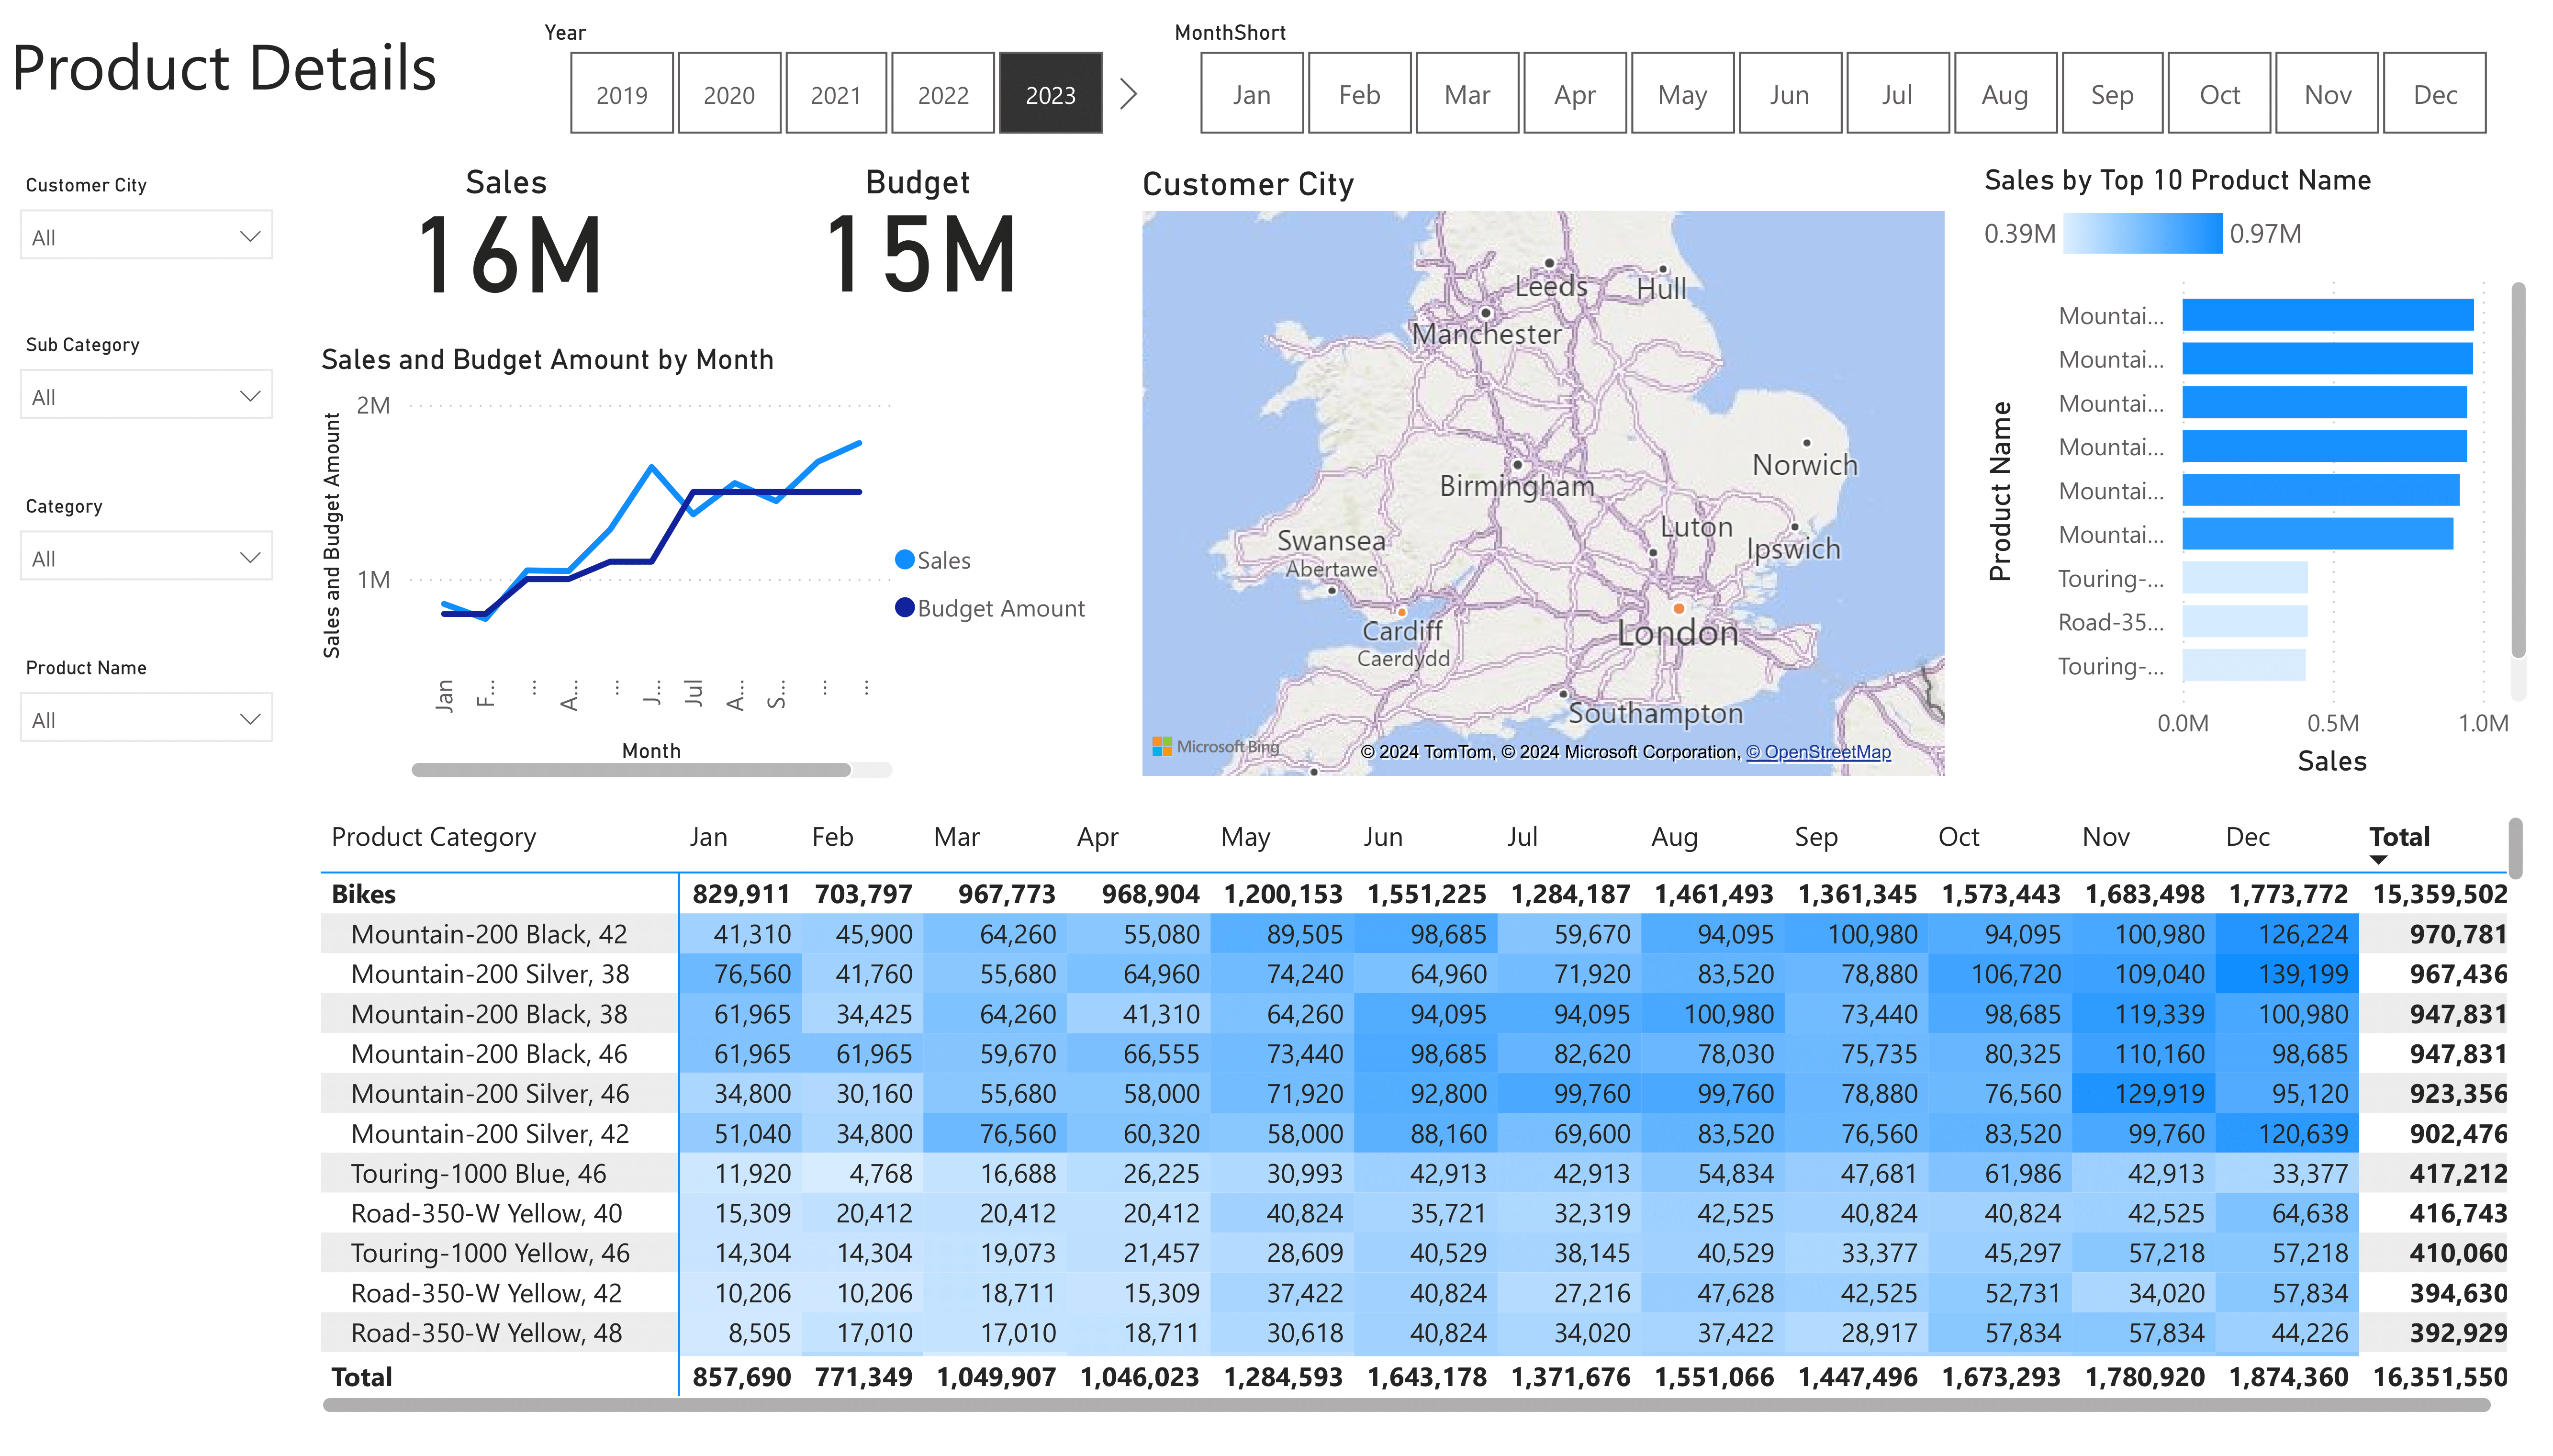 Product Details
Year
2019 2020 2021 2022 2023
MonthShort
Jan Feb Mar Apr May Jun Jul Aug Sep Oct Nov Dec
Customer City
All
Sub Category
All
Category
All
Product Name
All
Sales
16M
Budget
15M
Sales and Budget Amount by Month
Sales and Budget Amount
2M
1M
Jan F... ... A... ... J... Jul A... S... ... ...
Month
Sales
Budget Amount
Customer City
Leeds
Hull
Manchester
Norwich
Birmingham
Luton
Ipswich
Swansea
Abertawe
Cardiff
Caerdydd
London
Southampton
Microsoft Bing
© 2024 TomTom, © 2024 Microsoft Corporation, © OpenStreetMap
Sales by Top 10 Product Name
0.39M 0.97M
Product Name
Mountai...
Mountai...
Mountai...
Mountai...
Mountai...
Mountai...
Touring-...
Road-35...
Touring-...
0.0M 0.5M 1.0M
Sales
Product Category Jan Feb Mar Apr May Jun Jul Aug Sep Oct Nov Dec Total
Bikes 829,911 703,797 967,773 968,904 1,200,153 1,551,225 1,284,187 1,461,493 1,361,345 1,573,443 1,683,498 1,773,772 15,359,502
Mountain-200 Black, 42 41,310 45,900 64,260 55,080 89,505 98,685 59,670 94,095 100,980 94,095 100,980 126,224 970,781
Mountain-200 Silver, 38 76,560 41,760 55,680 64,960 74,240 64,960 71,920 83,520 78,880 106,720 109,040 139,199 967,436
Mountain-200 Black, 38 61,965 34,425 64,260 41,310 64,260 94,095 94,095 100,980 73,440 98,685 119,339 100,980 947,831
Mountain-200 Black, 46 61,965 61,965 59,670 66,555 73,440 98,685 82,620 78,030 75,735 80,325 110,160 98,685 947,831
Mountain-200 Silver, 46 34,800 30,160 55,680 58,000 71,920 92,800 99,760 99,760 78,880 76,560 129,919 95,120 923,356
Mountain-200 Silver, 42 51,040 34,800 76,560 60,320 58,000 88,160 69,600 83,520 76,560 83,520 99,760 120,639 902,476
Touring-1000 Blue, 46 11,920 4,768 16,688 26,225 30,993 42,913 42,913 54,834 47,681 61,986 42,913 33,377 417,212
Road-350-W Yellow, 40 15,309 20,412 20,412 20,412 40,824 35,721 32,319 42,525 40,824 40,824 42,525 64,638 416,743
Touring-1000 Yellow, 46 14,304 14,304 19,073 21,457 28,609 40,529 38,145 40,529 33,377 45,297 57,218 57,218 410,060
Road-350-W Yellow, 42 10,206 10,206 18,711 15,309 37,422 40,824 27,216 47,628 42,525 52,731 34,020 57,834 394,630
Road-350-W Yellow, 48 8,505 17,010 17,010 18,711 30,618 40,824 34,020 37,422 28,917 57,834 57,834 44,226 392,929
Total 857,690 771,349 1,049,907 1,046,023 1,284,593 1,643,178 1,371,676 1,551,066 1,447,496 1,673,293 1,780,920 1,874,360 16,351,550